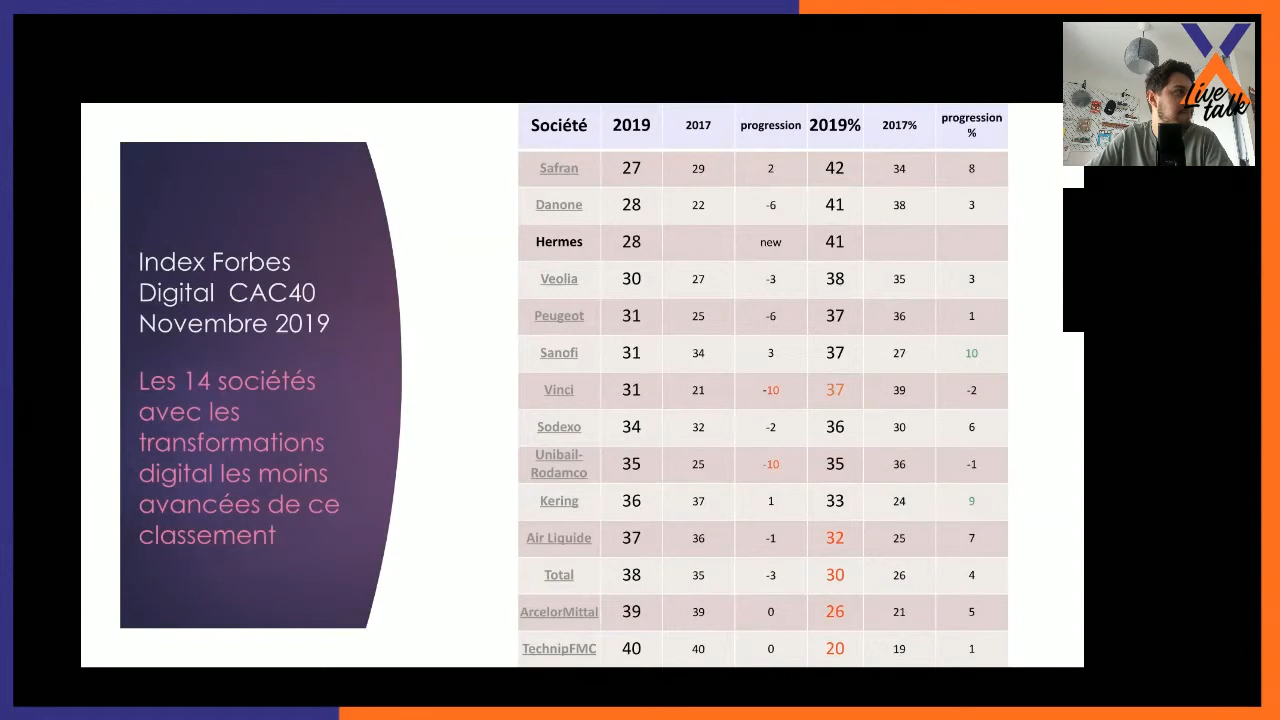 Live
talk
Index Forbes
Digital CAC40
Novembre 2019
Les 14 sociétés
avec les
transformations
digital les moins
avancées de ce
classement
Société 2019 2017 progression 2019% 2017% progression %
Safran 27 29 2 42 34 8
Danone 28 22 -6 41 38 3
Hermes 28 new 41
Veolia 30 27 -3 38 35 3
Peugeot 31 25 -6 37 36 1
Sanofi 31 34 3 37 27 10
Vinci 31 21 -10 37 39 -2
Sodexo 34 32 -2 36 30 6
Unibail-Rodamco 35 25 -10 35 36 -1
Kering 36 37 1 33 24 9
Air Liquide 37 36 -1 32 25 7
Total 38 35 -3 30 26 4
ArcelorMittal 39 39 0 26 21 5
TechnipFMC 40 40 0 20 19 1